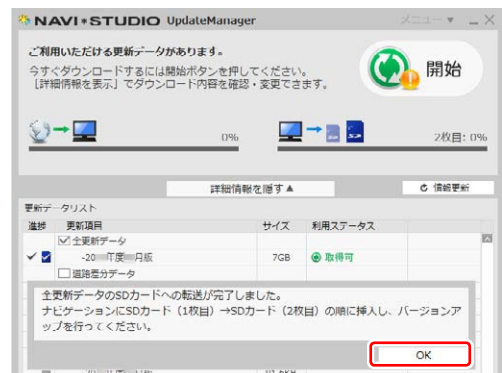 NAVI*STUDIO UpdateManager
メニュー ▼ _ X
ご利用いただける更新データがあります。
今すぐダウンロードするには開始ボタンを押してください。
[詳細情報を表示] でダウンロード内容を確認・変更できます。
開始
0%
2枚目: 0%
詳細情報を隠す▲
情報更新
更新データリスト
進捗 更新項目 サイズ 利用ステータス
全更新データ
-20 年度 月版 7GB 取得可
道路差分データ
全更新データのSDカードへの転送が完了しました。
ナビゲーションにSDカード(1枚目)→SDカード(2枚目)の順に挿入し、バージョンア
ップを行ってください。
OK